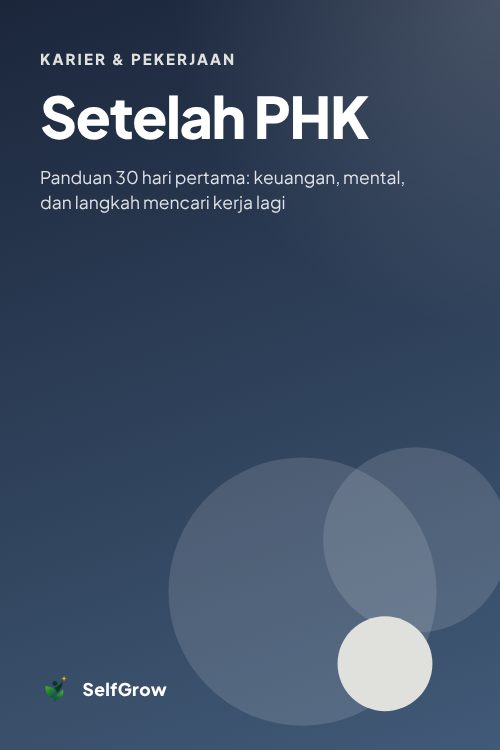 KARIER & PEKERJAAN
Setelah PHK
Panduan 30 hari pertama: keuangan, mental,
dan langkah mencari kerja lagi
SelfGrow